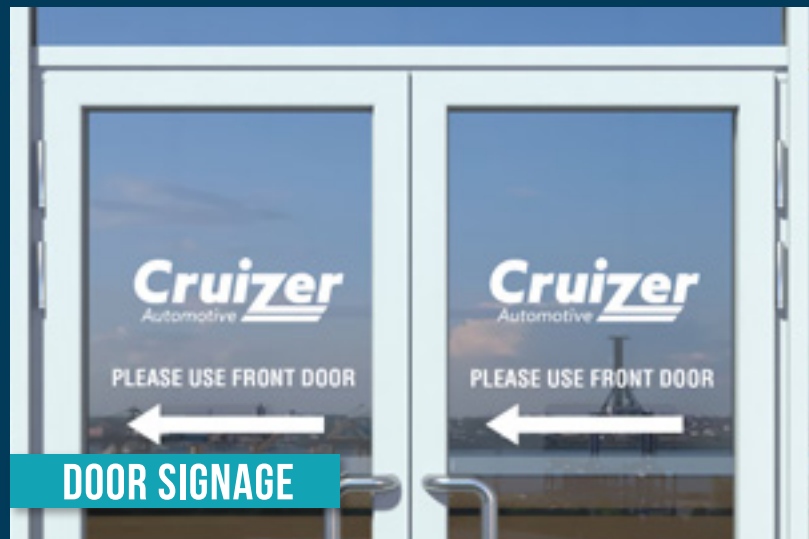 Cruizer
Automotive
PLEASE USE FRONT DOOR
Cruizer
Automotive
PLEASE USE FRONT DOOR
DOOR SIGNAGE